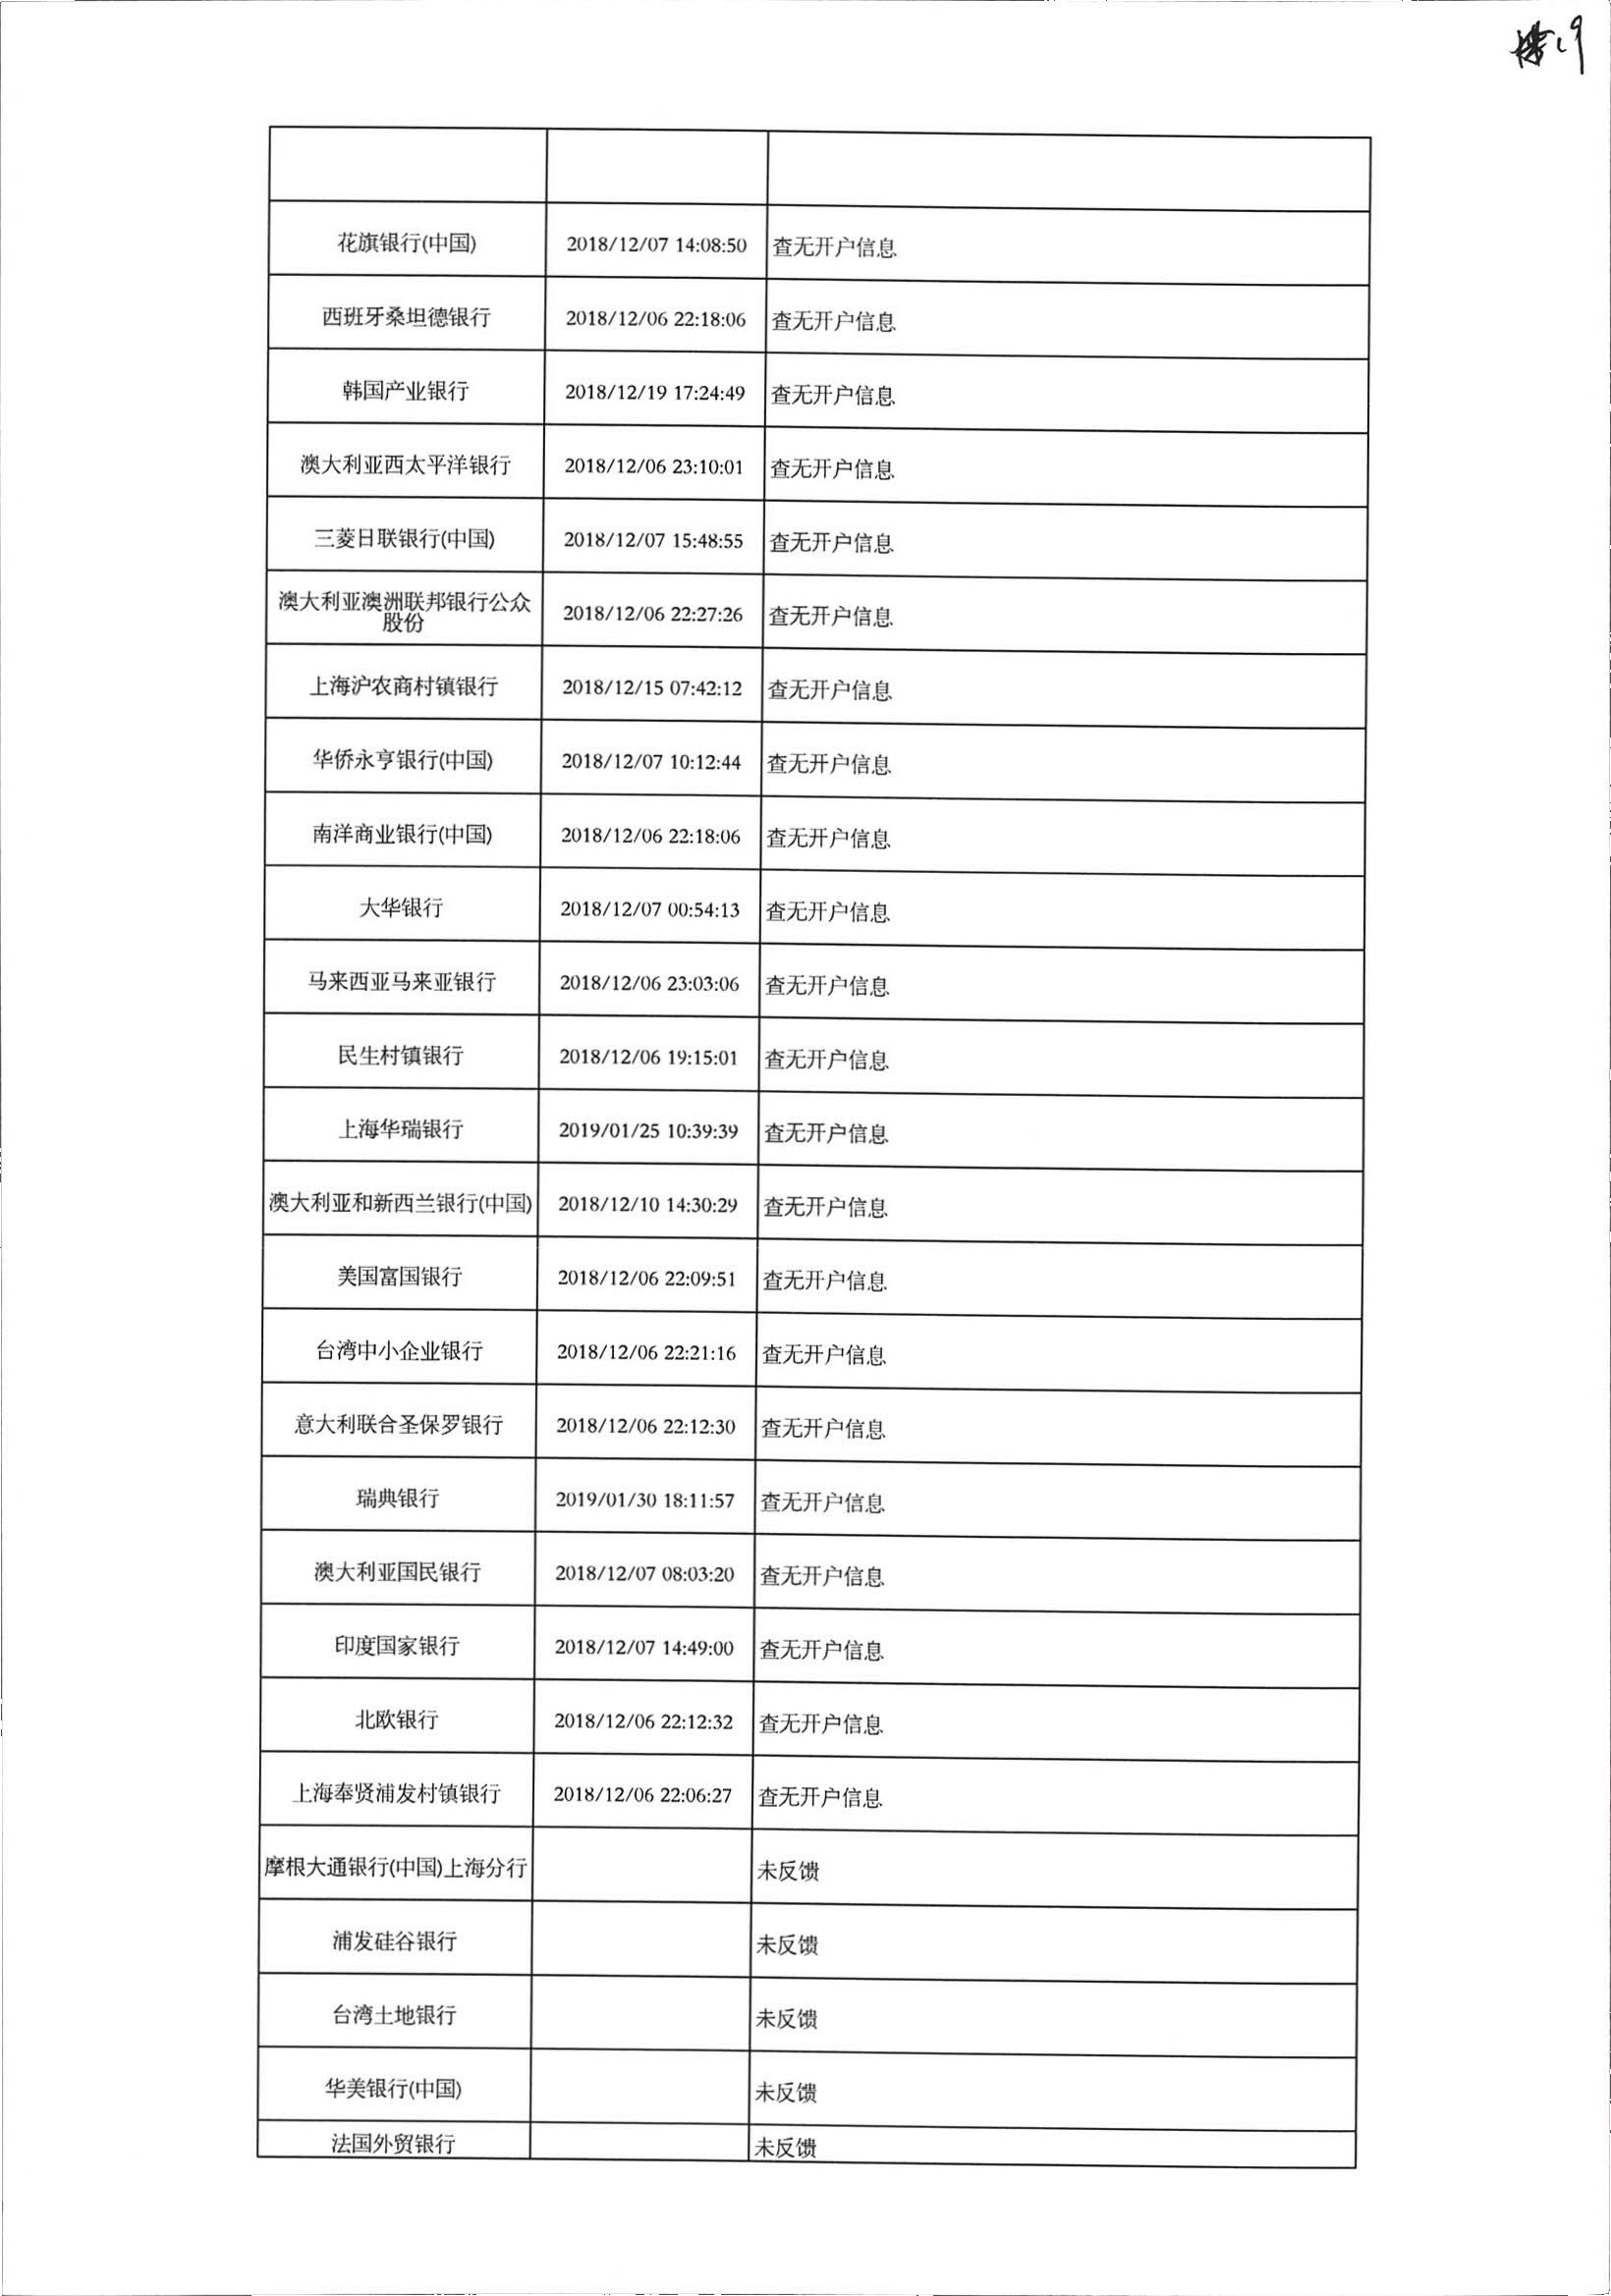 花旗银行(中国) 2018/12/07 14:08:50 查无开户信息
西班牙桑坦德银行 2018/12/06 22:18:06 查无开户信息
韩国产业银行 2018/12/19 17:24:49 查无开户信息
澳大利亚西太平洋银行 2018/12/06 23:10:01 查无开户信息
三菱日联银行(中国) 2018/12/07 15:48:55 查无开户信息
澳大利亚澳洲联邦银行公众
股份 2018/12/06 22:27:26 查无开户信息
上海沪农商村镇银行 2018/12/15 07:42:12 查无开户信息
华侨永亨银行(中国) 2018/12/07 10:12:44 查无开户信息
南洋商业银行(中国) 2018/12/06 22:18:06 查无开户信息
大华银行 2018/12/07 00:54:13 查无开户信息
马来西亚马来亚银行 2018/12/06 23:03:06 查无开户信息
民生村镇银行 2018/12/06 19:15:01 查无开户信息
上海华瑞银行 2019/01/25 10:39:39 查无开户信息
澳大利亚和新西兰银行(中国) 2018/12/10 14:30:29 查无开户信息
美国富国银行 2018/12/06 22:09:51 查无开户信息
台湾中小企业银行 2018/12/06 22:21:16 查无开户信息
意大利联合圣保罗银行 2018/12/06 22:12:30 查无开户信息
瑞典银行 2019/01/30 18:11:57 查无开户信息
澳大利亚国民银行 2018/12/07 08:03:20 查无开户信息
印度国家银行 2018/12/07 14:49:00 查无开户信息
北欧银行 2018/12/06 22:12:32 查无开户信息
上海奉贤浦发村镇银行 2018/12/06 22:06:27 查无开户信息
摩根大通银行(中国)上海分行 未反馈
浦发硅谷银行 未反馈
台湾土地银行 未反馈
华美银行(中国) 未反馈
法国外贸银行 未反馈